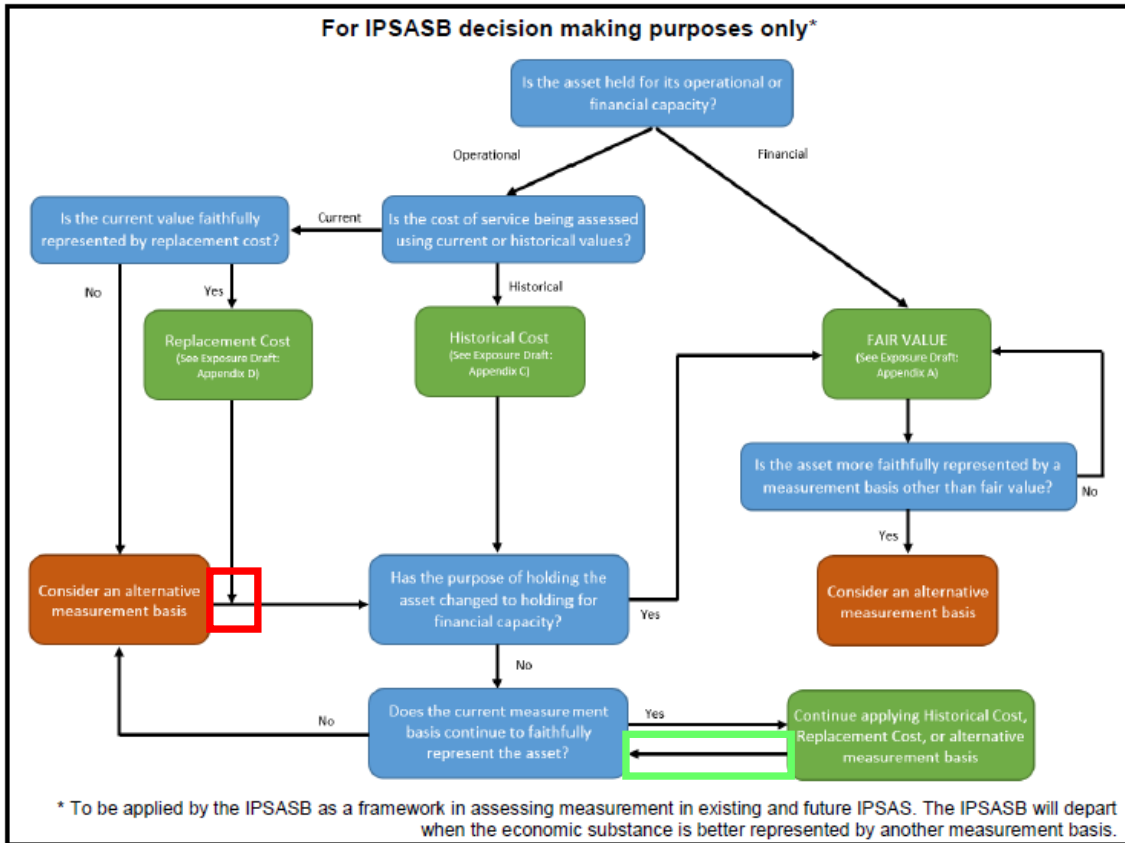 For IPSASB decision making purposes only*
Is the asset held for its operational or
financial capacity?
Operational
Financial
Is the current value faithfully
represented by replacement cost?
Current
Is the cost of service being assessed
using current or historical values?
No
Yes
Historical
Replacement Cost
(See Exposure Draft:
Appendix D)
Historical Cost
(See Exposure Draft:
Appendix C)
FAIR VALUE
(See Exposure Draft:
Appendix A)
Is the asset more faithfully represented by a
measurement basis other than fair value?
No
Yes
Consider an alternative
measurement basis
Has the purpose of holding the
asset changed to holding for
financial capacity?
Yes
Consider an alternative
measurement basis
No
No
Does the current measurement
basis continue to faithfully
represent the asset?
Yes
Continue applying Historical Cost,
Replacement Cost, or alternative
measurement basis
* To be applied by the IPSASB as a framework in assessing measurement in existing and future IPSAS. The IPSASB will depart
when the economic substance is better represented by another measurement basis.